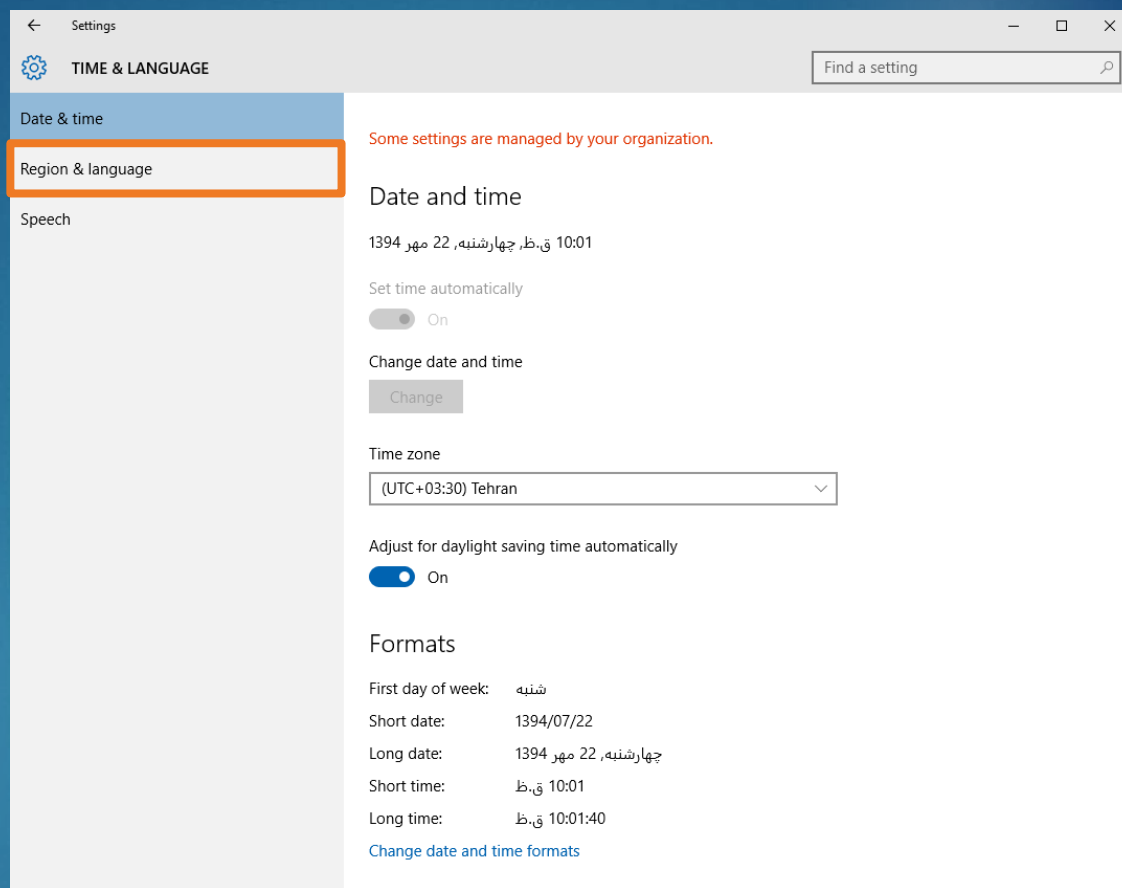 Settings
TIME & LANGUAGE
Find a setting
Date & time
Region & language
Speech
Some settings are managed by your organization.
Date and time
10:01 ق.ظ, چهارشنبه, 22 مهر 1394
Set time automatically
On
Change date and time
Change
Time zone
(UTC+03:30) Tehran
Adjust for daylight saving time automatically
On
Formats
First day of week: شنبه
Short date: 1394/07/22
Long date: چهارشنبه, 22 مهر 1394
Short time: 10:01 ق.ظ
Long time: 10:01:40 ق.ظ
Change date and time formats